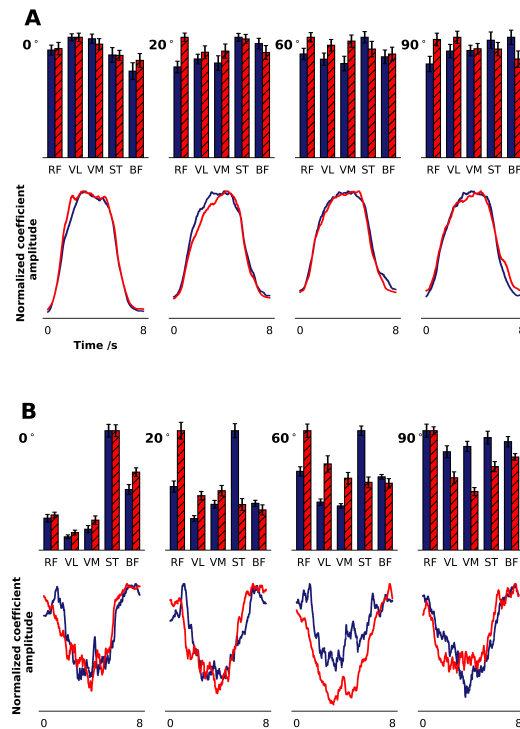 A
0° 20° 60° 90°
RF VL VM ST BF RF VL VM ST BF RF VL VM ST BF RF VL VM ST BF
Normalized coefficient
amplitude
0 8 0 8 0 8 0 8
Time /s
B
0° 20° 60° 90°
RF VL VM ST BF RF VL VM ST BF RF VL VM ST BF RF VL VM ST BF
Normalized coefficient
amplitude
0 8 0 8 0 8 0 8